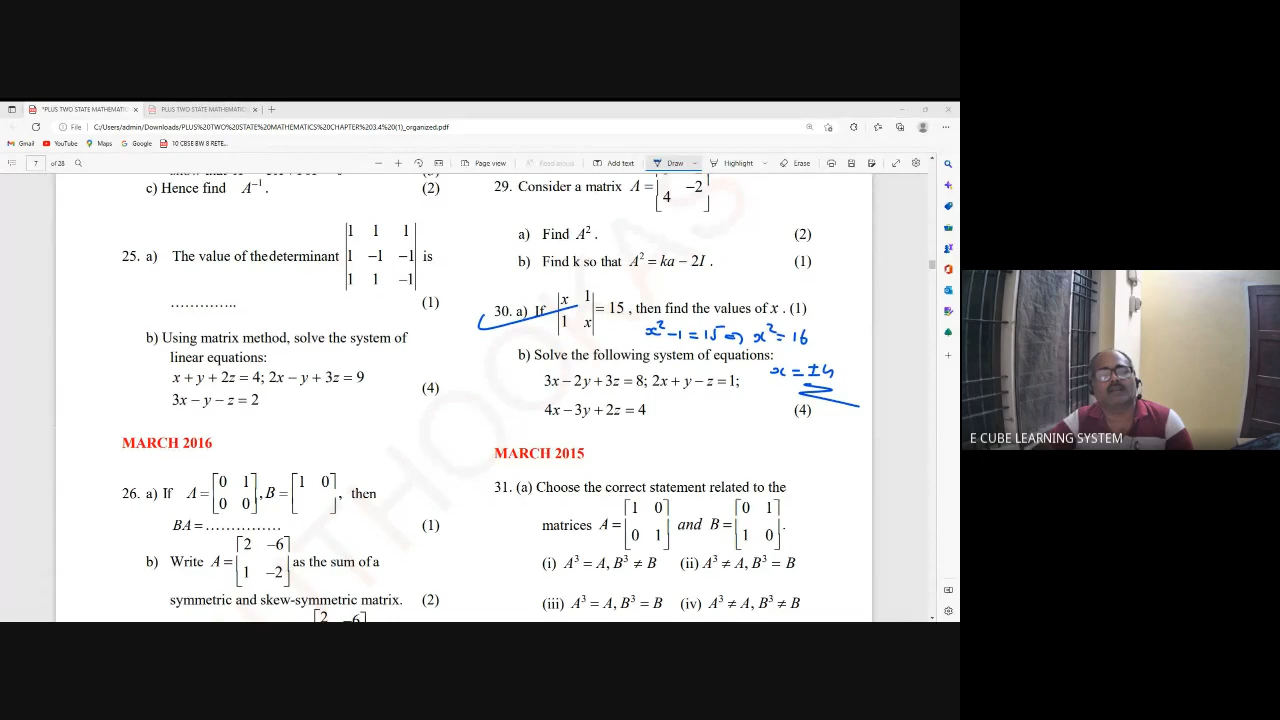 *PLUS TWO STATE MATHEMATIC
PLUS TWO STATE MATHEMATIC
File
C:/Users/admin/Downloads/PLUS%20TWO%20STATE%20MATHEMATICS%20CHAPTER%203.4%20(1)_organized.pdf
Gmail YouTube Maps Google 10 CBSE BW 8 RETE...
7 of 28 Page view Read aloud Add text Draw Highlight Erase
c) Hence find A⁻¹. (2)
25. a) The value of the determinant |1 1 1; 1 −1 −1; 1 1 −1| is
………….. (1)
b) Using matrix method, solve the system of
linear equations:
x + y + 2z = 4; 2x − y + 3z = 9
3x − y − z = 2 (4)
MARCH 2016
26. a) If A = [0 1; 0 0], B = [1 0], then
BA = …………… (1)
b) Write A = [2 −6; 1 −2] as the sum of a
symmetric and skew-symmetric matrix. (2)
[2 −6
29. Consider a matrix A = [4 −2]
a) Find A². (2)
b) Find k so that A² = ka − 2I. (1)
30. a) If |x 1; 1 x| = 15, then find the values of x. (1)
x² − 1 = 15 ⇒ x² = 16
x = ±4
b) Solve the following system of equations:
3x − 2y + 3z = 8; 2x + y − z = 1;
4x − 3y + 2z = 4 (4)
MARCH 2015
31. (a) Choose the correct statement related to the
matrices A = [1 0; 0 1] and B = [0 1; 1 0].
(i) A³ = A, B³ ≠ B (ii) A³ ≠ A, B³ = B
(iii) A³ = A, B³ = B (iv) A³ ≠ A, B³ ≠ B
E CUBE LEARNING SYSTEM